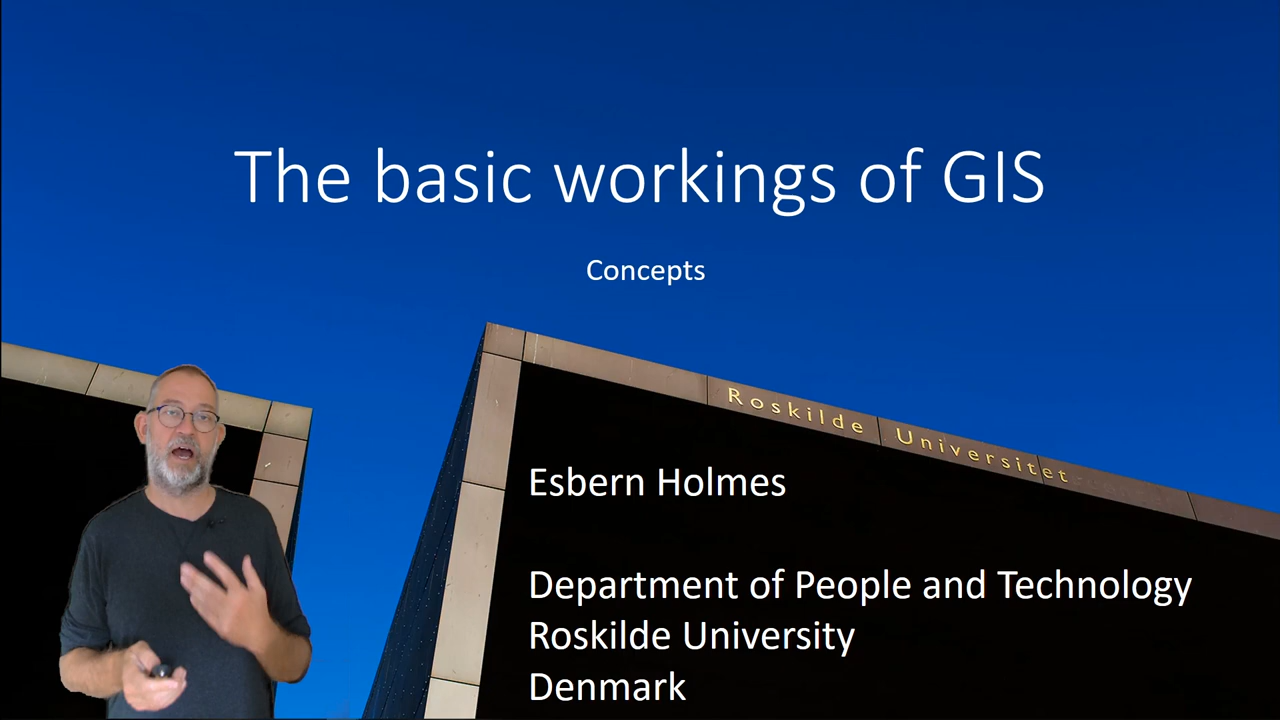 The basic workings of GIS
Concepts
Roskilde Universitet
Esbern Holmes
Department of People and Technology
Roskilde University
Denmark